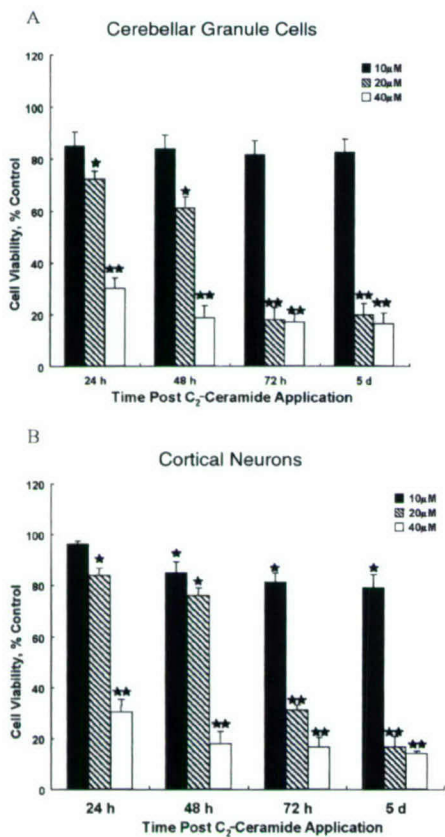 A
Cerebellar Granule Cells
10μM
20μM
40μM
120
100
80
60
40
20
0
Cell Viability, % Control
★
★★
★
★★
★★
★★
★★
★★
24 h
48 h
72 h
5 d
Time Post C₂-Ceramide Application
B
Cortical Neurons
10μM
20μM
40μM
120
100
80
60
40
20
0
Cell Viability, % Control
★
★★
★
★
★★
★
★★
★★
★
★★
★★
24 h
48 h
72 h
5 d
Time Post C₂-Ceramide Application